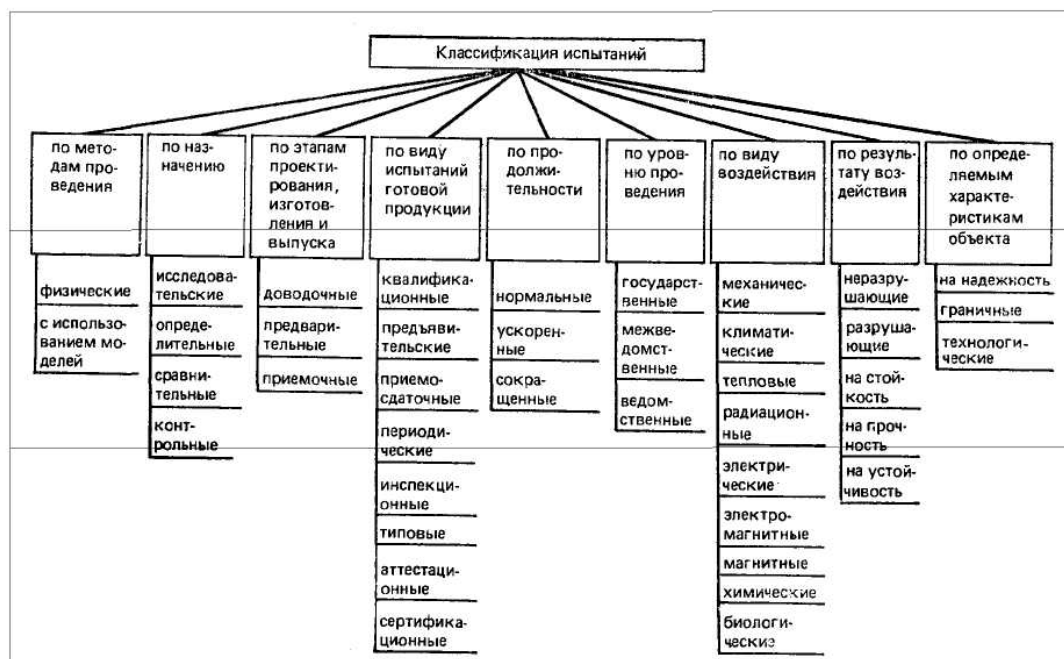 Классификация испытаний
по мето-
дам про-
ведения
физические
с использо-
ванием мо-
делей
по наз-
начению
исследова-
тельские
опреде-
лительные
сравни-
тельные
конт-
рольные
по этапам
проекти-
рования,
изготов-
ления и
выпуска
доводочные
предвари-
тельные
приемочные
по виду
испытаний
готовой
продукции
квалифика-
ционные
предъяви-
тельские
приемо-
сдаточные
периоди-
ческие
инспекци-
онные
типовые
аттестаци-
онные
сертифика-
ционные
по про-
должи-
тельности
нормальные
ускорен-
ные
сокра-
щенные
по уров-
ню прове-
дения
государст-
венные
межве-
домст-
венные
ведом-
ственные
по виду
воздействия
механичес-
кие
климати-
ческие
тепловые
радиацион-
ные
электри-
ческие
электро-
магнитные
магнитные
химические
биологи-
ческие
по резуль-
тату воз-
действия
неразру-
шающие
разруша-
ющие
на стой-
кость
на проч-
ность
на устой-
чивость
по опреде-
ляемым
характе-
ристикам
объекта
на надежность
граничные
технологи-
ческие